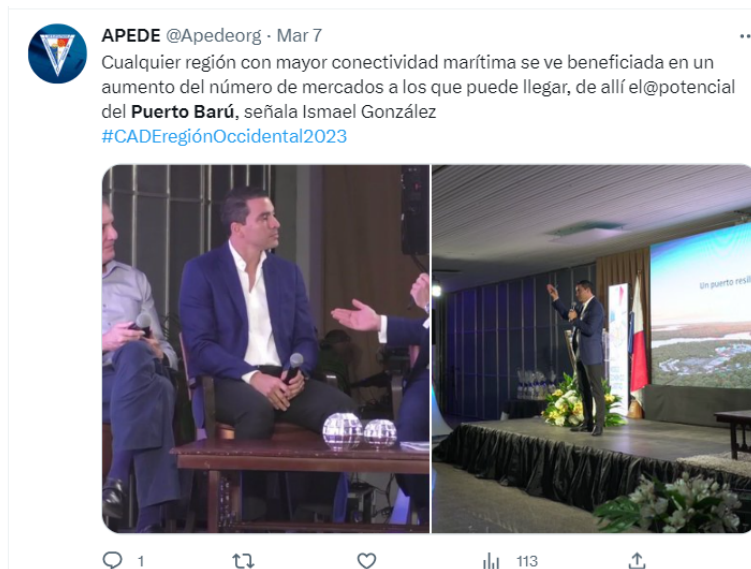 APEDE @Apedeorg · Mar 7
Cualquier región con mayor conectividad marítima se ve beneficiada en un
aumento del número de mercados a los que puede llegar, de allí el@potencial
del Puerto Barú, señala Ismael González
#CADEregiónOccidental2023
Un puerto resil
1
113